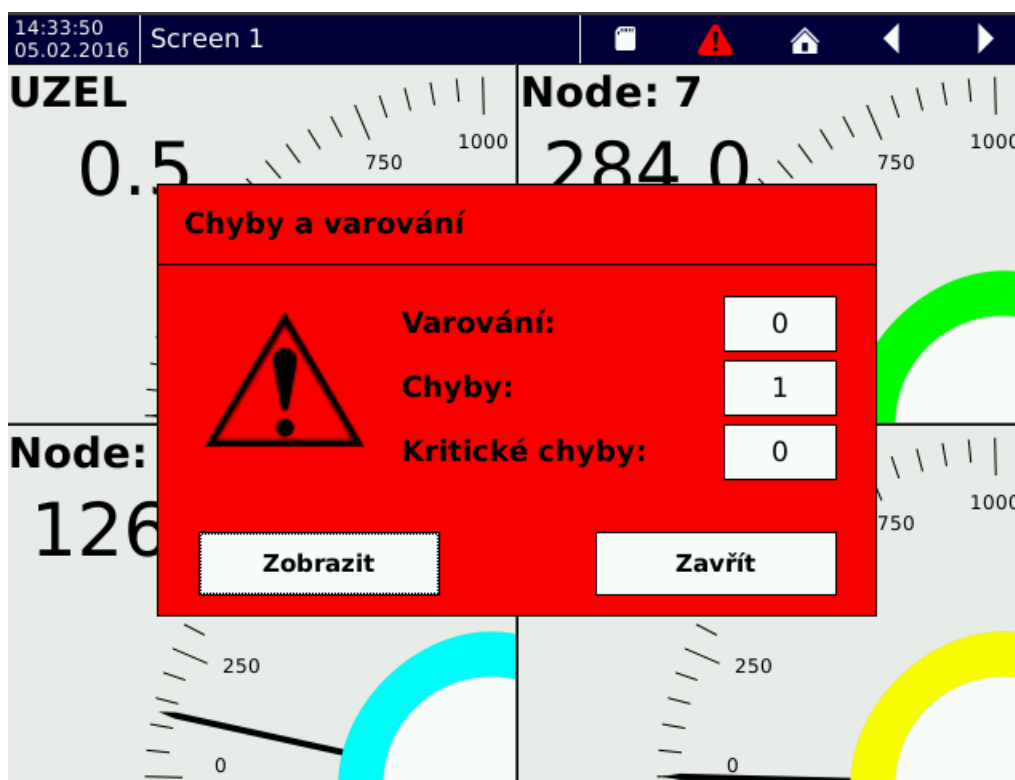 14:33:50
05.02.2016
Screen 1
UZEL
0.5
750
1000
Node: 7
284.0
750
1000
Chyby a varování
Varování:
0
Chyby:
1
Kritické chyby:
0
Zobrazit
Zavřít
Node:
126
250
0
750
1000
250
0